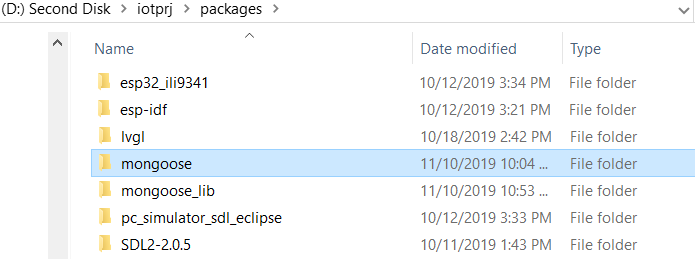 (D:) Second Disk > iotprj > packages >
Name Date modified Type
esp32_ili9341 10/12/2019 3:34 PM File folder
esp-idf 10/12/2019 3:21 PM File folder
lvgl 10/18/2019 2:42 PM File folder
mongoose 11/10/2019 10:04 ... File folder
mongoose_lib 11/10/2019 10:53 ... File folder
pc_simulator_sdl_eclipse 10/12/2019 3:33 PM File folder
SDL2-2.0.5 10/11/2019 1:43 PM File folder